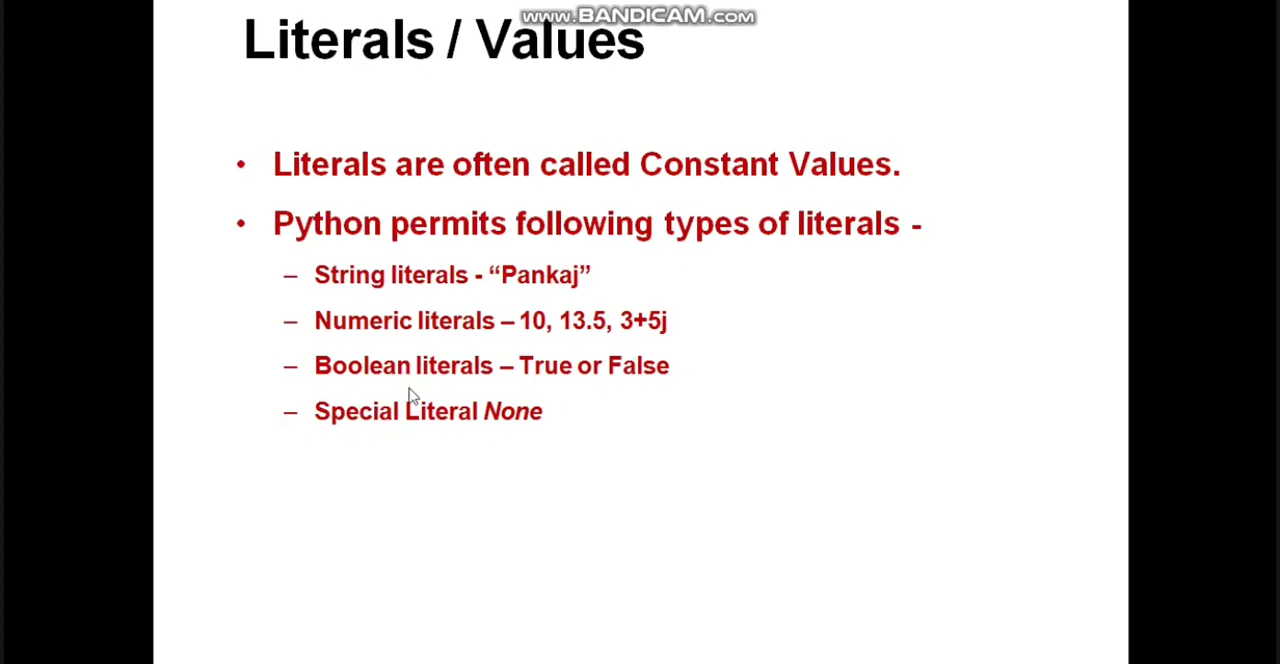 www.BANDICAM.com
Literals / Values
• Literals are often called Constant Values.
• Python permits following types of literals -
– String literals - “Pankaj”
– Numeric literals – 10, 13.5, 3+5j
– Boolean literals – True or False
– Special Literal None